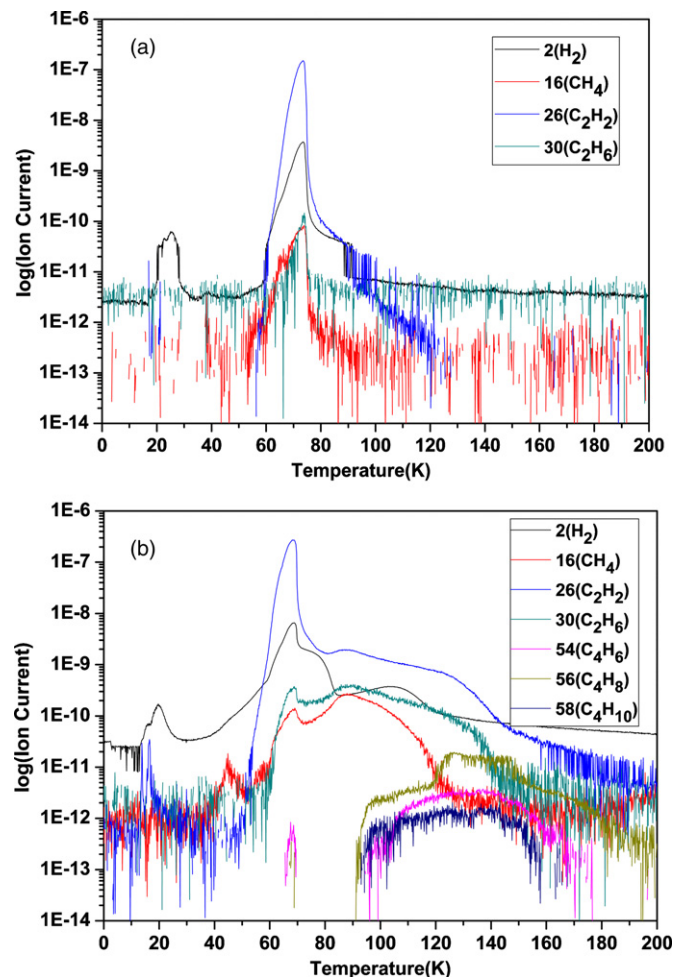 (a)
2(H2)
16(CH4)
26(C2H2)
30(C2H6)
log(Ion Current)
1E-6
1E-7
1E-8
1E-9
1E-10
1E-11
1E-12
1E-13
1E-14
0 20 40 60 80 100 120 140 160 180 200
Temperature(K)
(b)
2(H2)
16(CH4)
26(C2H2)
30(C2H6)
54(C4H6)
56(C4H8)
58(C4H10)
log(Ion Current)
1E-6
1E-7
1E-8
1E-9
1E-10
1E-11
1E-12
1E-13
1E-14
0 20 40 60 80 100 120 140 160 180 200
Temperature(K)